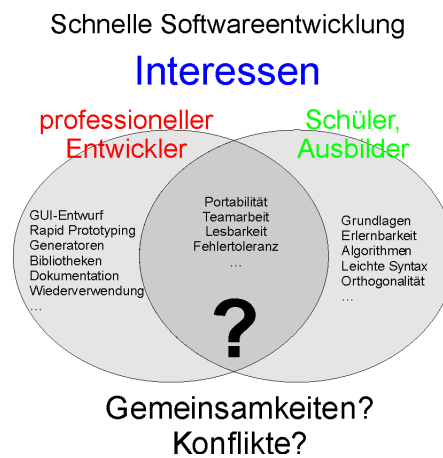 Schnelle Softwareentwicklung
Interessen
professioneller
Entwickler
Schüler,
Ausbilder
GUI-Entwurf
Rapid Prototyping
Generatoren
Bibliotheken
Dokumentation
Wiederverwendung
...
Portabilität
Teamarbeit
Lesbarkeit
Fehlertoleranz
...
?
Grundlagen
Erlernbarkeit
Algorithmen
Leichte Syntax
Orthogonalität
...
Gemeinsamkeiten?
Konflikte?